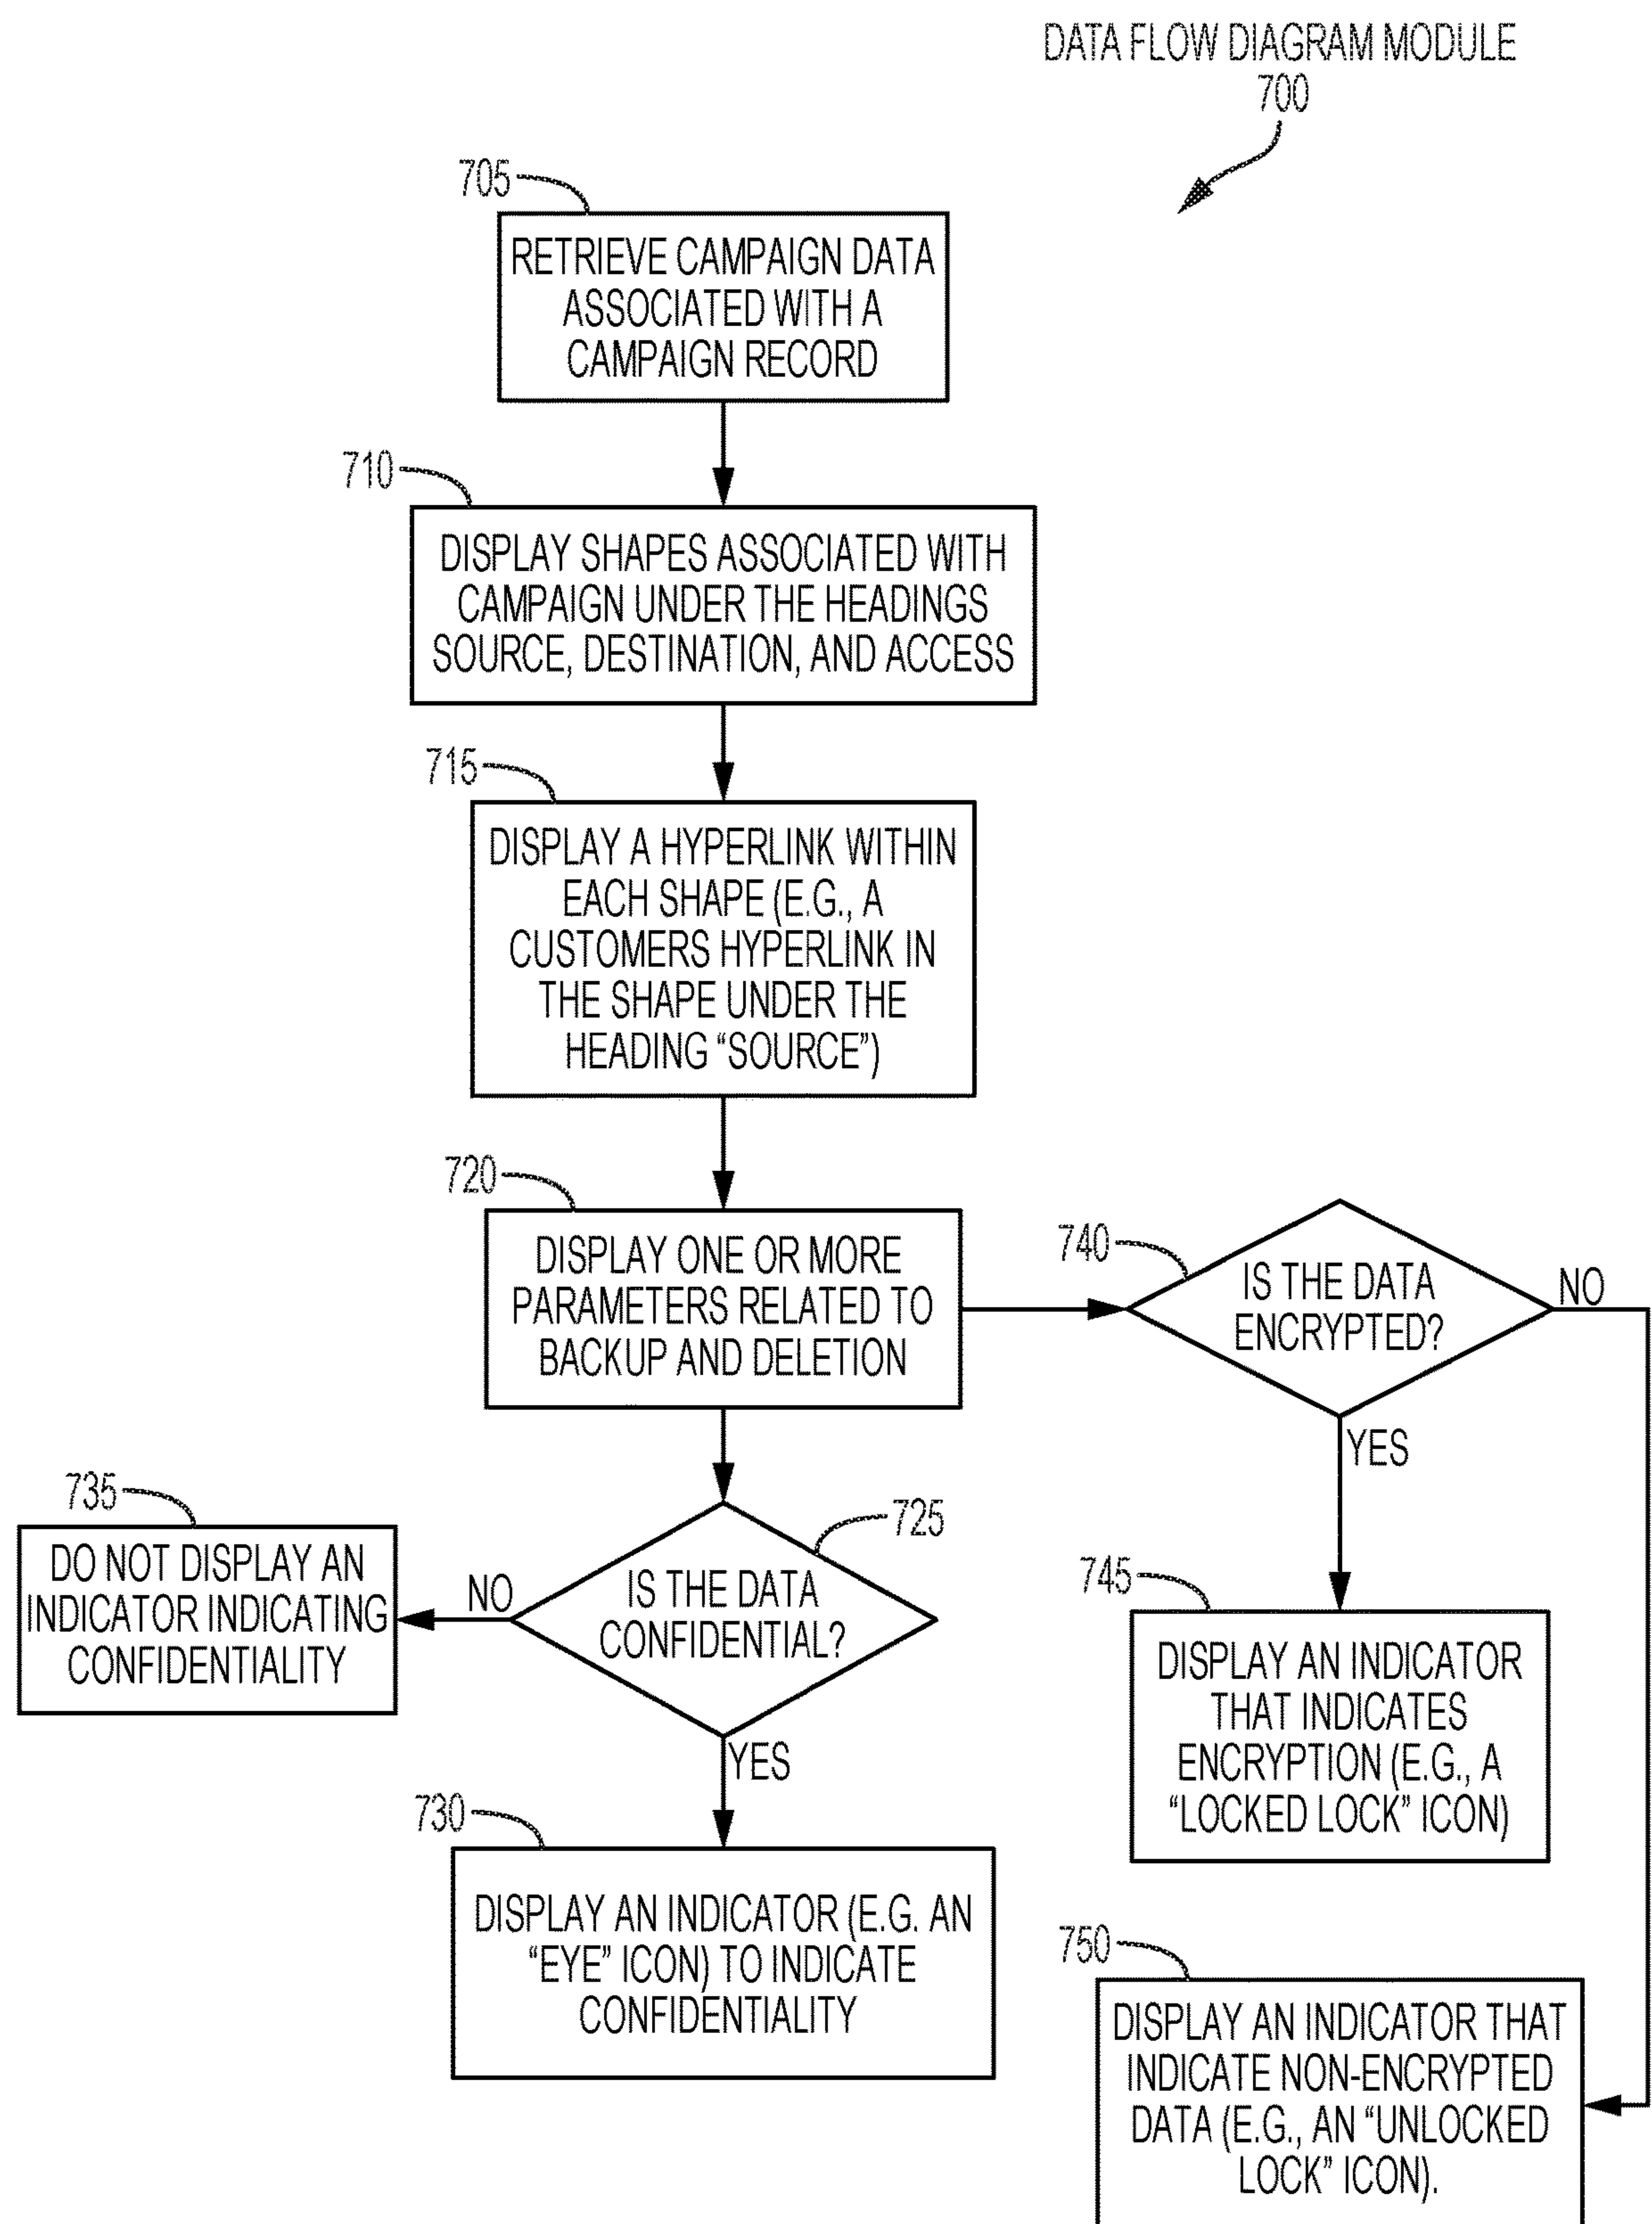 DATA FLOW DIAGRAM MODULE
700
705
RETRIEVE CAMPAIGN DATA
ASSOCIATED WITH A
CAMPAIGN RECORD
710
DISPLAY SHAPES ASSOCIATED WITH
CAMPAIGN UNDER THE HEADINGS
SOURCE, DESTINATION, AND ACCESS
715
DISPLAY A HYPERLINK WITHIN
EACH SHAPE (E.G., A
CUSTOMERS HYPERLINK IN
THE SHAPE UNDER THE
HEADING “SOURCE”)
720
DISPLAY ONE OR MORE
PARAMETERS RELATED TO
BACKUP AND DELETION
740
IS THE DATA
ENCRYPTED?
NO
YES
725
IS THE DATA
CONFIDENTIAL?
NO
YES
735
DO NOT DISPLAY AN
INDICATOR INDICATING
CONFIDENTIALITY
745
DISPLAY AN INDICATOR
THAT INDICATES
ENCRYPTION (E.G., A
“LOCKED LOCK” ICON)
730
DISPLAY AN INDICATOR (E.G. AN
“EYE” ICON) TO INDICATE
CONFIDENTIALITY
750
DISPLAY AN INDICATOR THAT
INDICATE NON-ENCRYPTED
DATA (E.G., AN “UNLOCKED
LOCK” ICON).